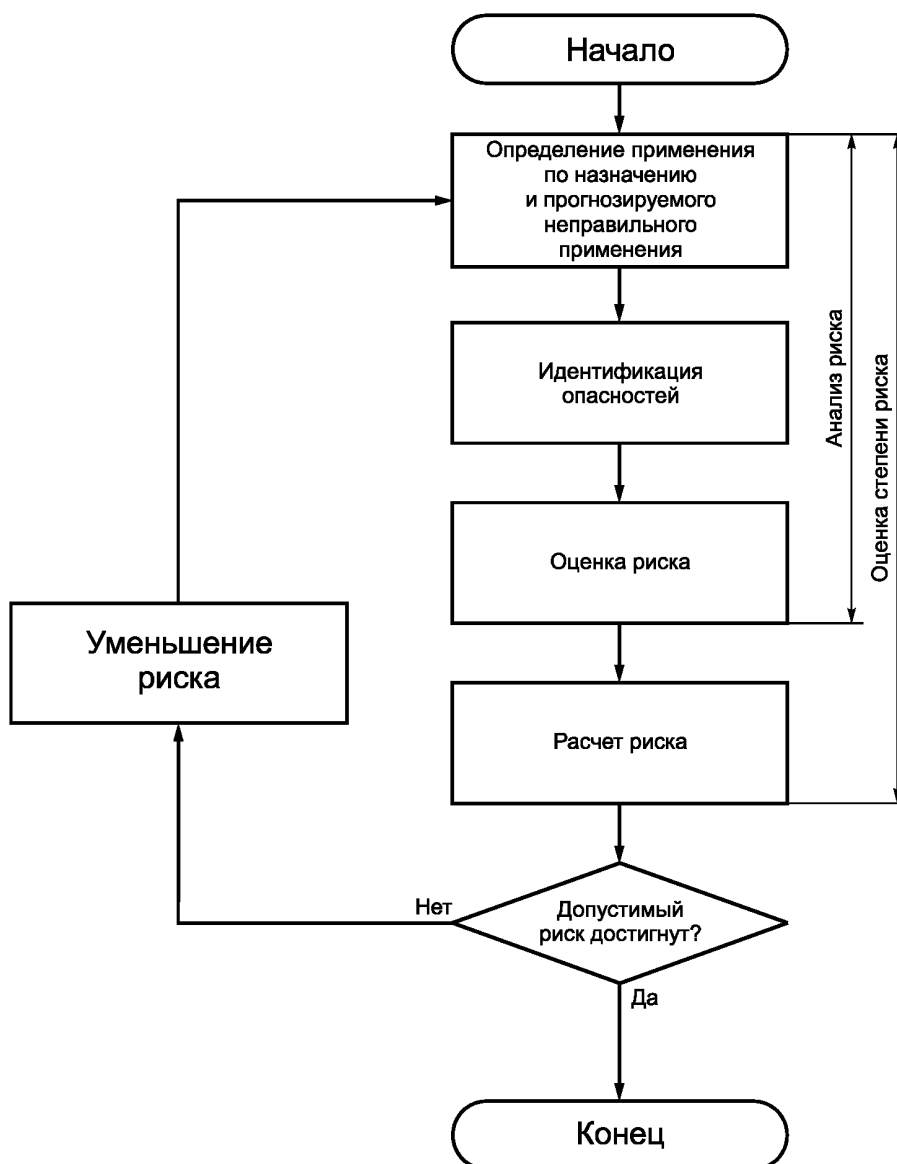 Начало
Определение применения
по назначению
и прогнозируемого
неправильного
применения
Идентификация
опасностей
Оценка риска
Расчет риска
Анализ риска
Оценка степени риска
Уменьшение
риска
Допустимый
риск достигнут?
Нет
Да
Конец